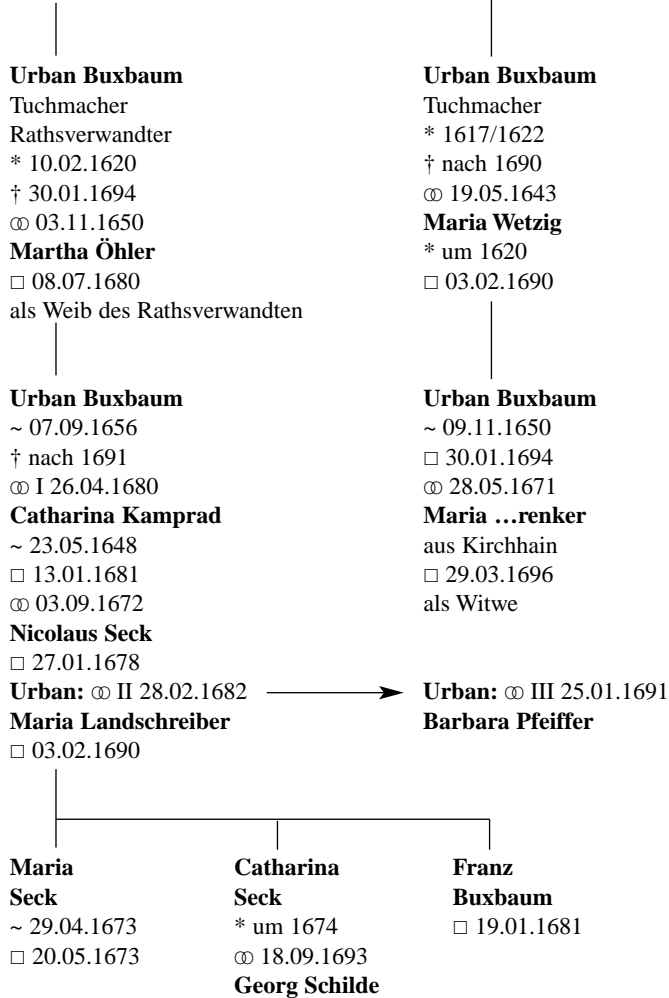 Urban Buxbaum
Tuchmacher
Rathsverwandter
* 10.02.1620
† 30.01.1694
⚭ 03.11.1650
Martha Öhler
□ 08.07.1680
als Weib des Rathsverwandten
Urban Buxbaum
Tuchmacher
* 1617/1622
† nach 1690
⚭ 19.05.1643
Maria Wetzig
* um 1620
□ 03.02.1690
Urban Buxbaum
~ 07.09.1656
† nach 1691
⚭ I 26.04.1680
Catharina Kamprad
~ 23.05.1648
□ 13.01.1681
⚭ 03.09.1672
Nicolaus Seck
□ 27.01.1678
Urban: ⚭ II 28.02.1682
Maria Landschreiber
□ 03.02.1690
Urban Buxbaum
~ 09.11.1650
□ 30.01.1694
⚭ 28.05.1671
Maria …renker
aus Kirchhain
□ 29.03.1696
als Witwe
Urban: ⚭ III 25.01.1691
Barbara Pfeiffer
Maria
Seck
~ 29.04.1673
□ 20.05.1673
Catharina
Seck
* um 1674
⚭ 18.09.1693
Georg Schilde
Franz
Buxbaum
□ 19.01.1681